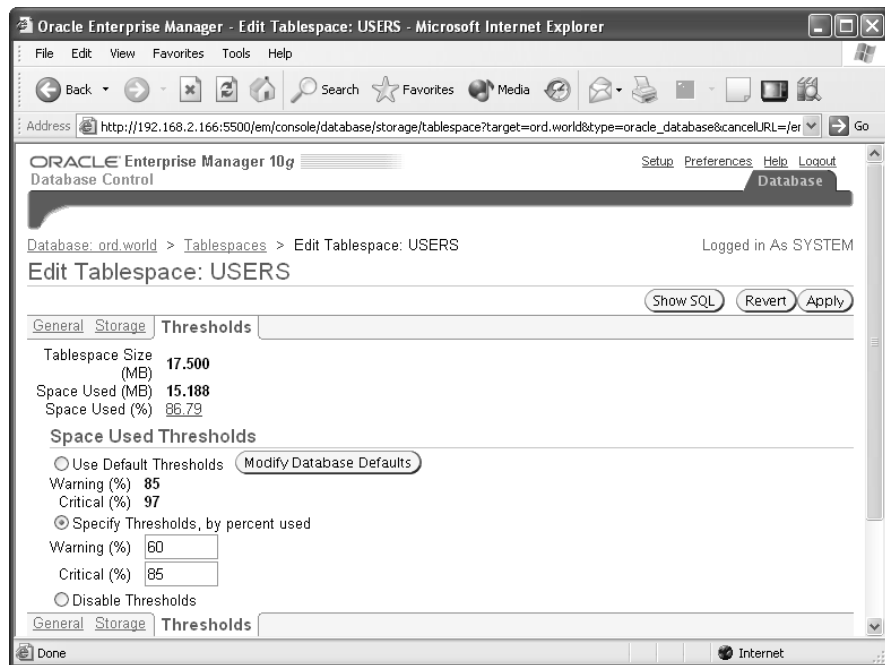 Oracle Enterprise Manager - Edit Tablespace: USERS - Microsoft Internet Explorer
File Edit View Favorites Tools Help
Back Search Favorites Media
Address http://192.168.2.166:5500/em/console/database/storage/tablespace?target=ord.world&type=oracle_database&cancelURL=/er Go
ORACLE Enterprise Manager 10g
Database Control
Setup Preferences Help Logout
Database
Database: ord.world > Tablespaces > Edit Tablespace: USERS Logged in As SYSTEM
Edit Tablespace: USERS
Show SQL Revert Apply
General Storage Thresholds
Tablespace Size (MB) 17.500
Space Used (MB) 15.188
Space Used (%) 86.79
Space Used Thresholds
Use Default Thresholds Modify Database Defaults
Warning (%) 85
Critical (%) 97
Specify Thresholds, by percent used
Warning (%) 60
Critical (%) 85
Disable Thresholds
General Storage Thresholds
Done Internet